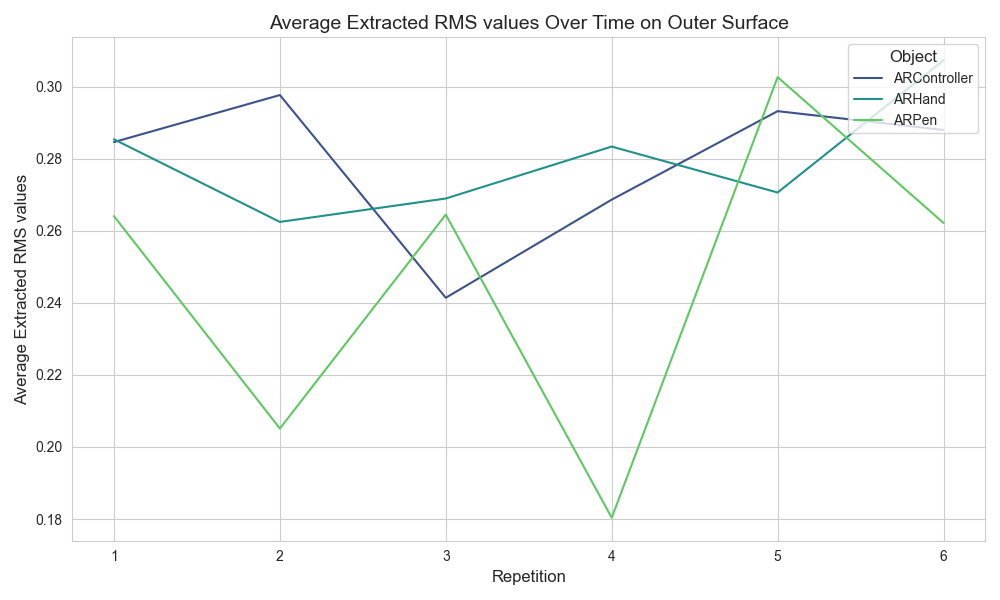 Average Extracted RMS values Over Time on Outer Surface
Object
ARController
ARHand
ARPen
Average Extracted RMS values
0.30
0.28
0.26
0.24
0.22
0.20
0.18
1 2 3 4 5 6
Repetition